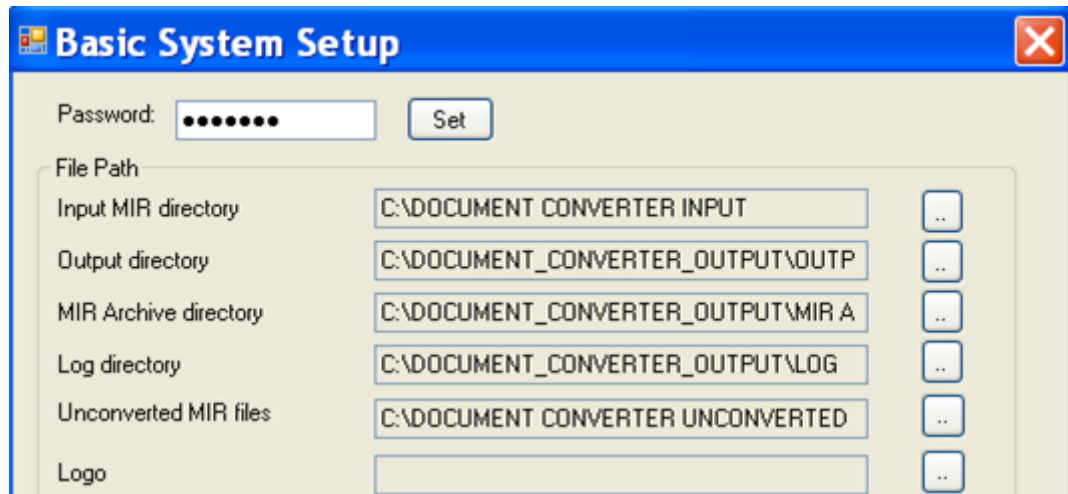 Basic System Setup
Password: ●●●●●●● Set
File Path
Input MIR directory C:\DOCUMENT CONVERTER INPUT ..
Output directory C:\DOCUMENT_CONVERTER_OUTPUT\OUTP ..
MIR Archive directory C:\DOCUMENT_CONVERTER_OUTPUT\MIR A ..
Log directory C:\DOCUMENT_CONVERTER_OUTPUT\LOG ..
Unconverted MIR files C:\DOCUMENT CONVERTER UNCONVERTED ..
Logo ..